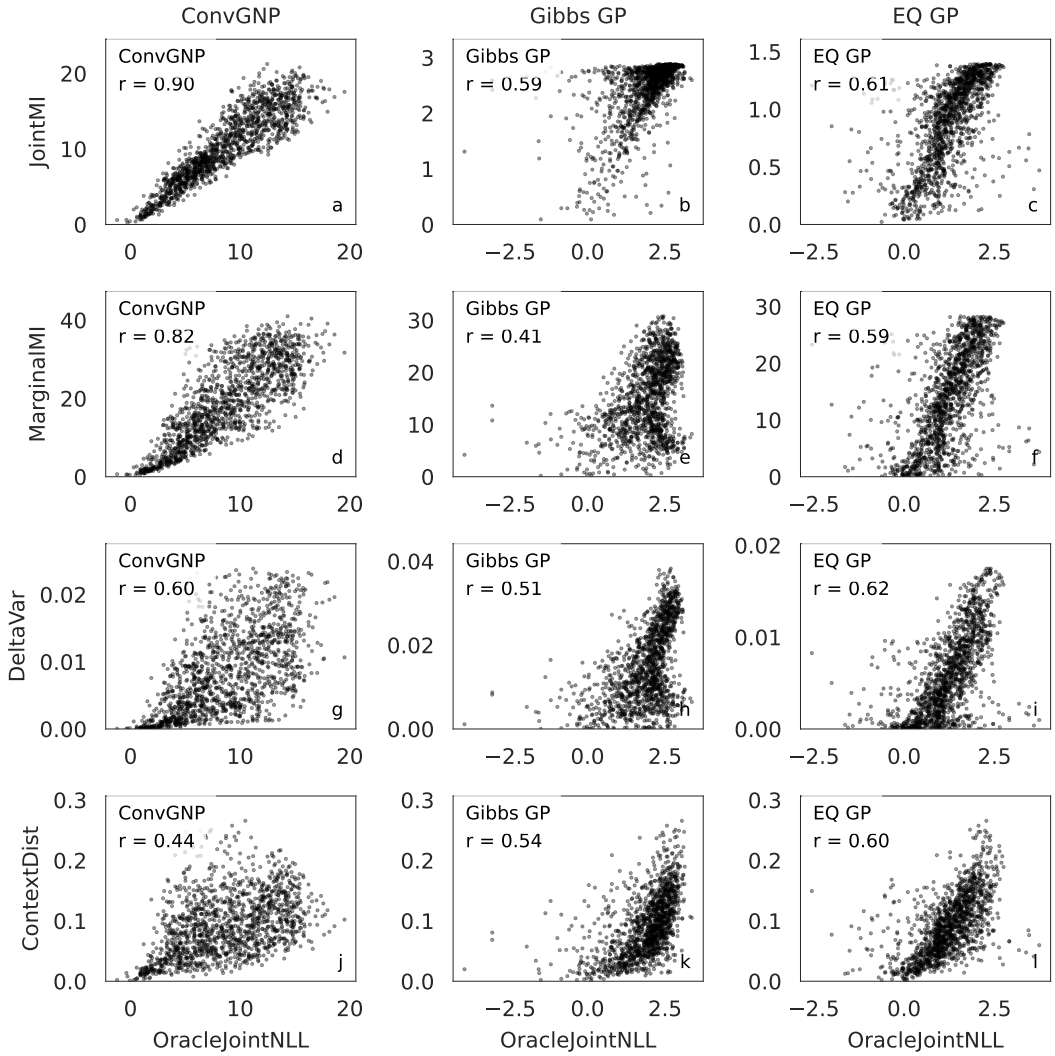 ConvGNP
Gibbs GP
EQ GP
JointMI
20
10
0
ConvGNP
r = 0.90
a
0
10
20
3
2
1
0
Gibbs GP
r = 0.59
b
−2.5
0.0
2.5
1.5
1.0
0.5
0.0
EQ GP
r = 0.61
c
−2.5
0.0
2.5
MarginalMI
40
20
0
ConvGNP
r = 0.82
d
0
10
20
30
20
10
0
Gibbs GP
r = 0.41
e
−2.5
0.0
2.5
30
20
10
0
EQ GP
r = 0.59
f
−2.5
0.0
2.5
DeltaVar
0.02
0.01
0.00
ConvGNP
r = 0.60
g
0
10
20
0.04
0.02
0.00
Gibbs GP
r = 0.51
h
−2.5
0.0
2.5
0.02
0.01
0.00
EQ GP
r = 0.62
i
−2.5
0.0
2.5
ContextDist
0.3
0.2
0.1
0.0
ConvGNP
r = 0.44
j
0
10
20
OracleJointNLL
0.3
0.2
0.1
0.0
Gibbs GP
r = 0.54
k
−2.5
0.0
2.5
OracleJointNLL
0.3
0.2
0.1
0.0
EQ GP
r = 0.60
l
−2.5
0.0
2.5
OracleJointNLL